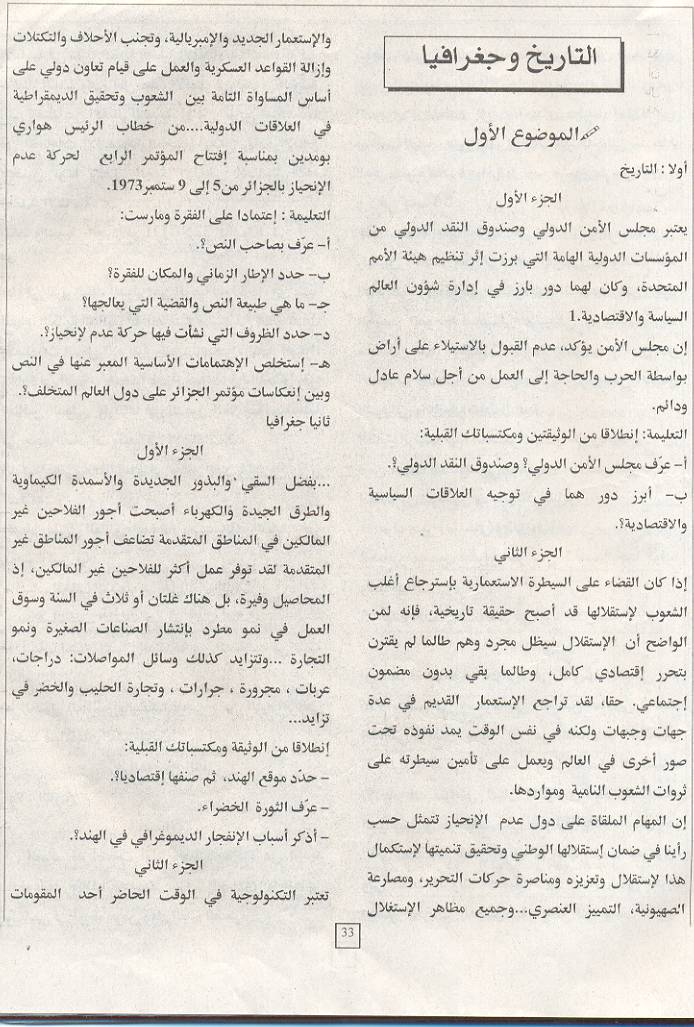 التاريخ وجغرافيا
الموضوع الأول
أولا : التاريخ
الجزء الأول
يعتبر مجلس الأمن الدولي وصندوق النقد الدولي من
المؤسسات الدولية الهامة التي برزت إثر تنظيم هيئة الأمم
المتحدة، وكان لهما دور بارز في إدارة شؤون العالم
السياسة والاقتصادية.1
إن مجلس الأمن يؤكد، عدم القبول بالاستيلاء على أراض
بواسطة الحرب والحاجة إلى العمل من أجل سلام عادل
ودائم.
التعليمة: إنطلاقا من الوثيقتين ومكتسباتك القبلية:
أ- عرّف مجلس الأمن الدولي؟ وصندوق النقد الدولي؟.
ب- أبرز دور هما في توجيه العلاقات السياسية
والاقتصادية؟.
الجزء الثاني
إذا كان القضاء على السيطرة الاستعمارية بإسترجاع أغلب
الشعوب لإستقلالها قد أصبح حقيقة تاريخية، فإنه لمن
الواضح أن الإستقلال سيظل مجرد وهم طالما لم يقترن
بتحرر إقتصادي كامل، وطالما بقي بدون مضمون
إجتماعي. حقا، لقد تراجع الإستعمار القديم في عدة
جهات وجبهات ولكنه في نفس الوقت يمد نفوذه تحت
صور أخرى في العالم ويعمل على تأمين سيطرته على
ثروات الشعوب النامية ومواردها.
إن المهام الملقاة على دول عدم الإنحياز تتمثل حسب
رأينا في ضمان إستقلالها الوطني وتحقيق تنميتها لإستكمال
هذا لإستقلال وتعزيزه ومناصرة حركات التحرير، ومصارعة
الصهيونية، التمييز العنصري...وجميع مظاهر الإستغلال
والإستعمار الجديد والإمبريالية، وتجنب الأحلاف والتكتلات
وإزالة القواعد العسكرية والعمل على قيام تعاون دولي على
أساس المساواة التامة بين الشعوب وتحقيق الديمقراطية
في العلاقات الدولية....من خطاب الرئيس هواري
بومدين بمناسبة إفتتاح المؤتمر الرابع لحركة عدم
الإنحياز بالجزائر من5 إلى 9 ستمبر1973.
التعليمة : إعتمادا على الفقرة ومارست:
أ- عرّف بصاحب النص؟.
ب- حدد الإطار الزماني والمكان للفقرة؟
جـ- ما هي طبيعة النص والقضية التي يعالجها؟
د- حدد الظروف التي نشأت فيها حركة عدم لإنحياز؟.
هـ- إستخلص الإهتمامات الأساسية المعبر عنها في النص
وبين إنعكاسات مؤتمر الجزائر على دول العالم المتخلف؟.
ثانيا جغرافيا
الجزء الأول
...بفضل السقي والبذور الجديدة والأسمدة الكيماوية
والطرق الجيدة والكهرباء أصبحت أجور الفلاحين غير
المالكين في المناطق المتقدمة تضاعف أجور المناطق غير
المتقدمة لقد توفر عمل أكثر للفلاحين غير المالكين، إذ
المحاصيل وفيرة، بل هناك غلتان أو ثلاث في السنة وسوق
العمل في نمو مطرد بإنتشار الصناعات الصغيرة ونمو
التجارة ...وتتزايد كذلك وسائل المواصلات: دراجات،
عربات ، مجرورة ، جرارات ، وتجارة الحليب والخضر في
تزايد...
إنطلاقا من الوثيقة ومكتسباتك القبلية:
- حدّد موقع الهند، ثم صنفها إقتصاديا؟.
- عرّف الثورة الخضراء.
- أذكر أسباب الإنفجار الديموغرافي في الهند؟.
الجزء الثاني
تعتبر التكنولوجية في الوقت الحاضر أحد المقومات
33